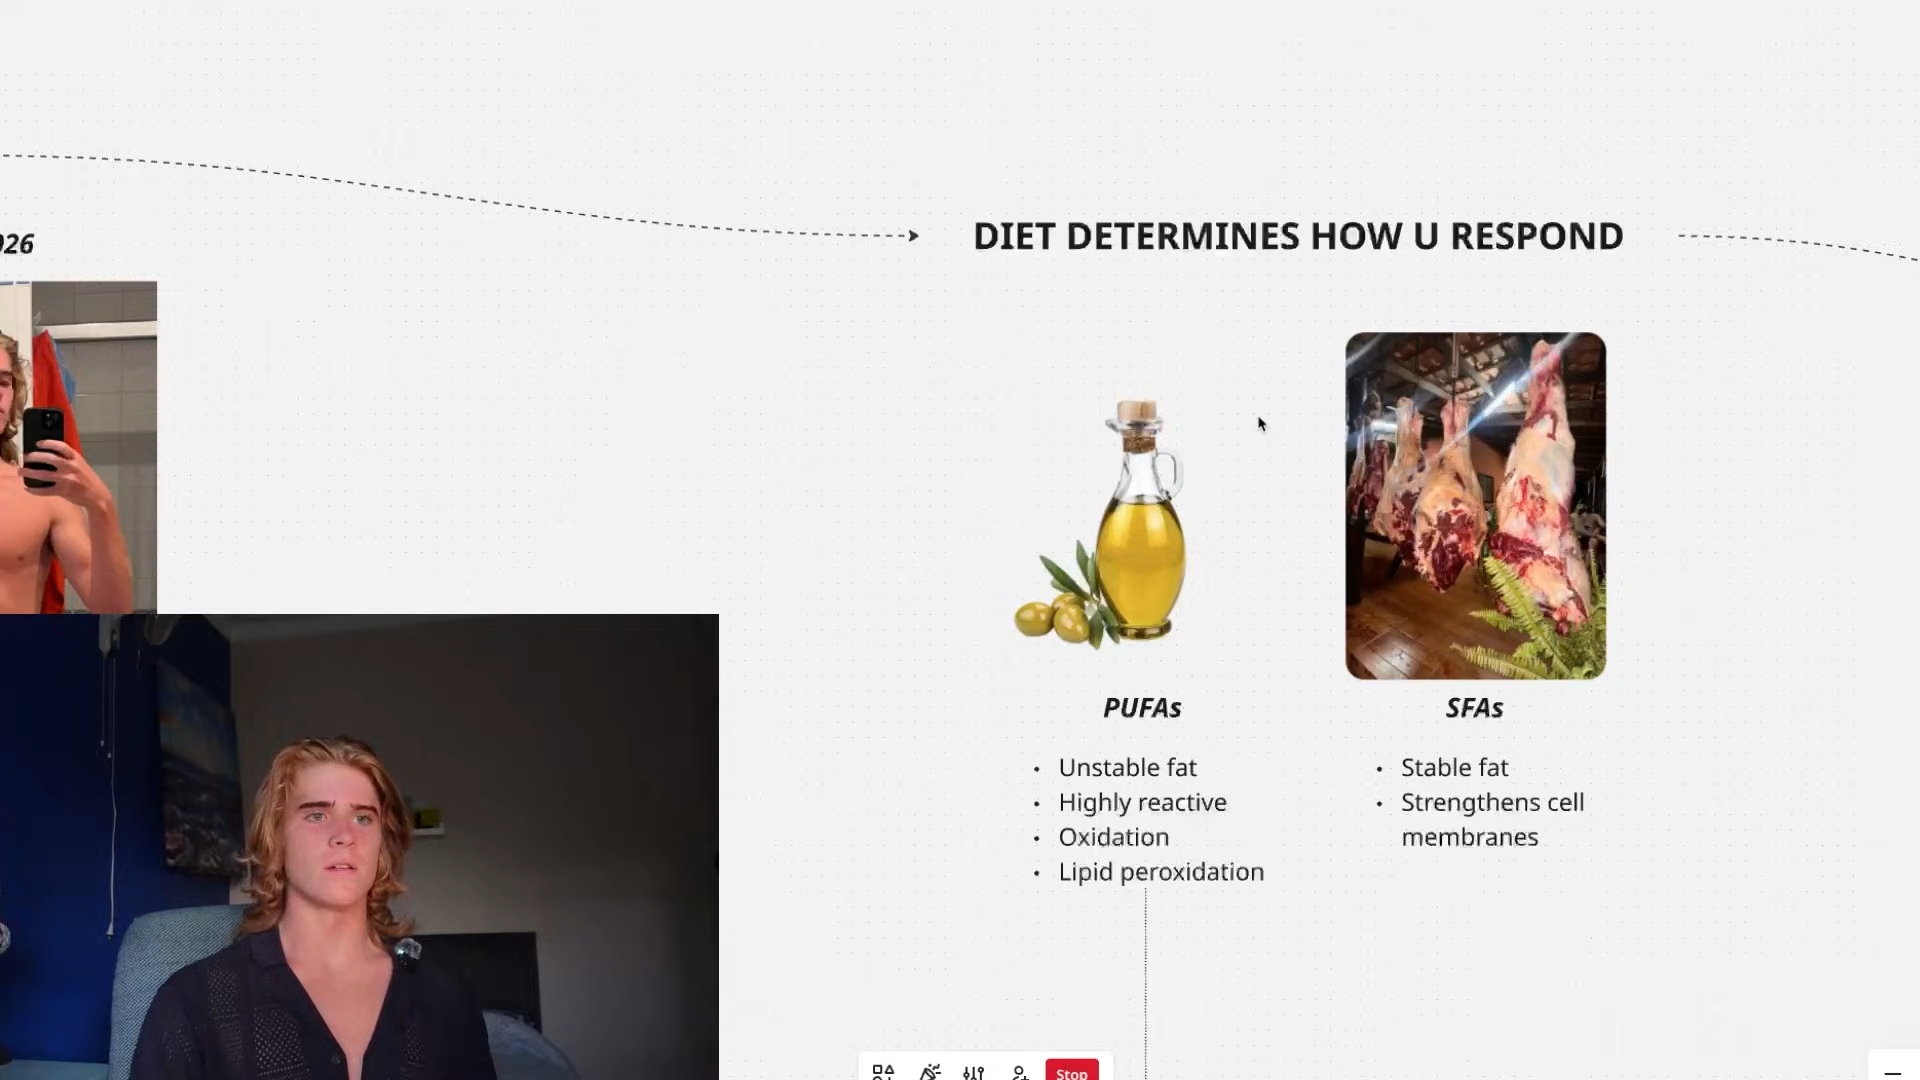 026
DIET DETERMINES HOW U RESPOND
PUFAs
• Unstable fat
• Highly reactive
• Oxidation
• Lipid peroxidation
SFAs
• Stable fat
• Strengthens cell
membranes
Stop